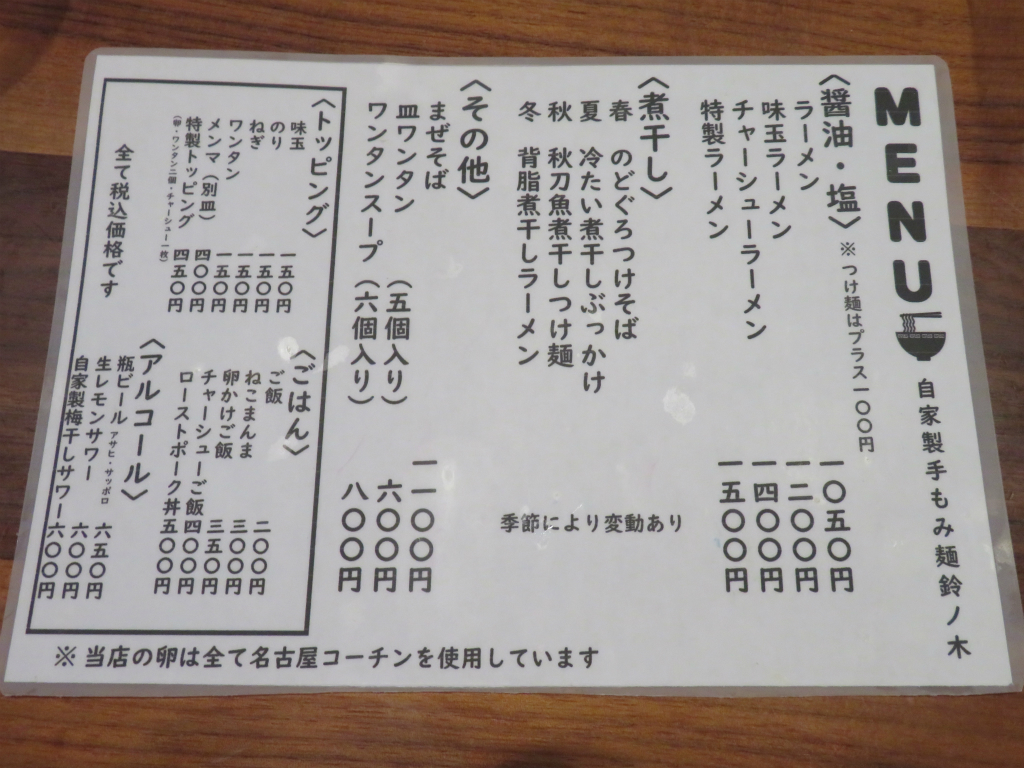 MENU
自家製手もみ麺鈴ノ木
〈醤油・塩〉※つけ麺はプラス一〇〇円
ラーメン 一〇五〇円
味玉ラーメン 一二〇〇円
チャーシューラーメン 一四〇〇円
特製ラーメン 一五〇〇円
〈煮干し〉
春 のどぐろつけそば
夏 冷たい煮干しぶっかけ
秋 秋刀魚煮干しつけ麺
冬 背脂煮干しラーメン
季節により変動あり
〈その他〉
まぜそば 一一〇〇円
皿ワンタン(五個入り) 六〇〇円
ワンタンスープ(六個入り) 八〇〇円
〈トッピング〉
味玉 一五〇円
のり 一五〇円
ねぎ 一五〇円
ワンタン 一五〇円
メンマ(別皿) 四〇〇円
特製トッピング 四五〇円
(卵・ワンタン二個・チャーシュー一枚)
全て税込価格です
〈ごはん〉
ご飯 二〇〇円
ねこまんま 三〇〇円
卵かけご飯 三五〇円
チャーシューご飯 四〇〇円
ローストポーク丼 五〇〇円
〈アルコール〉
瓶ビール アサヒ・サッポロ 六五〇円
生レモンサワー 六〇〇円
自家製梅干しサワー 六〇〇円
※当店の卵は全て名古屋コーチンを使用しています